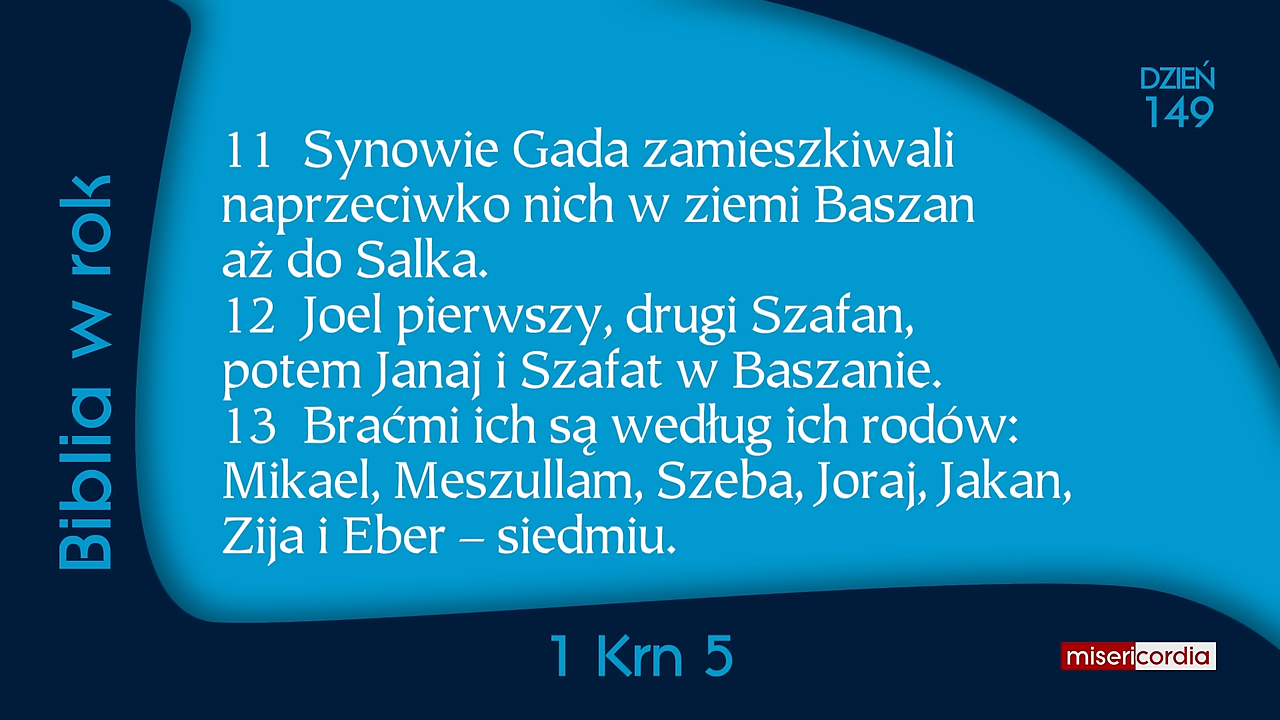 DZIEŃ
149
11 Synowie Gada zamieszkiwali
naprzeciwko nich w ziemi Baszan
aż do Salka.
12 Joel pierwszy, drugi Szafan,
potem Janaj i Szafat w Baszanie.
13 Braćmi ich są według ich rodów:
Mikael, Meszullam, Szeba, Joraj, Jakan,
Zija i Eber – siedmiu.
Biblia w rok
1 Krn 5
misericordia